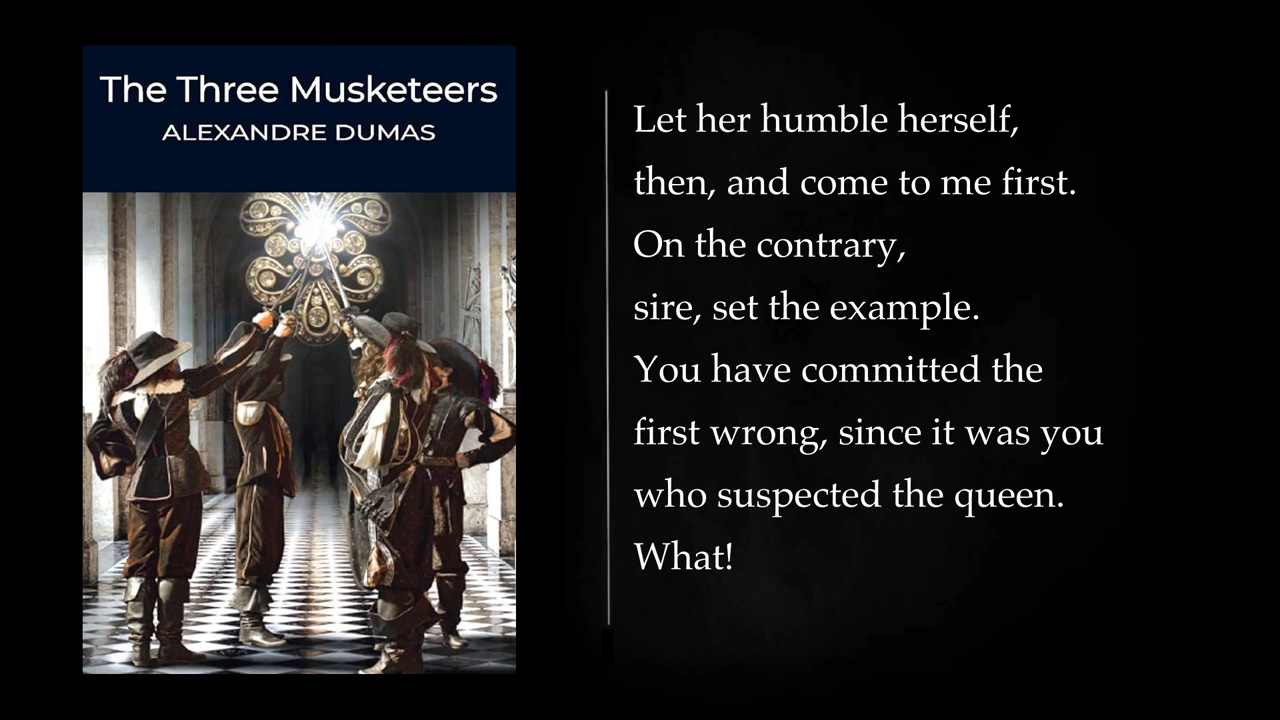 The Three Musketeers
ALEXANDRE DUMAS
Let her humble herself,
then, and come to me first.
On the contrary,
sire, set the example.
You have committed the
first wrong, since it was you
who suspected the queen.
What!